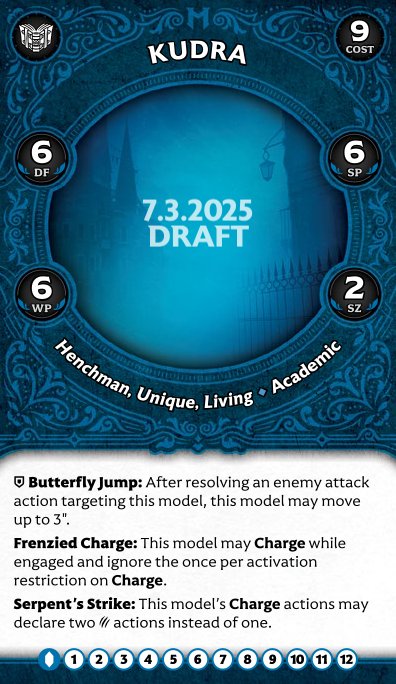 KUDRA
9
COST
6
DF
6
SP
7.3.2025
DRAFT
6
WP
2
SZ
Henchman, Unique, Living ⬥ Academic
Butterfly Jump: After resolving an enemy attack
action targeting this model, this model may move
up to 3".
Frenzied Charge: This model may Charge while
engaged and ignore the once per activation
restriction on Charge.
Serpent's Strike: This model's Charge actions may
declare two actions instead of one.
1 2 3 4 5 6 7 8 9 10 11 12